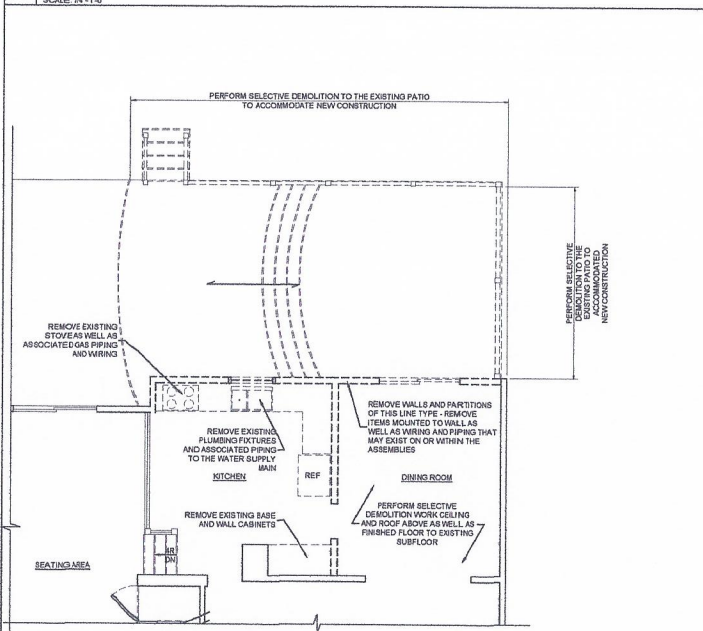 PERFORM SELECTIVE DEMOLITION TO THE EXISTING PATIO
TO ACCOMMODATE NEW CONSTRUCTION
PERFORM SELECTIVE
DEMOLITION TO THE
EXISTING PATIO TO
ACCOMMODATED
NEW CONSTRUCTION
REMOVE EXISTING
STOVE AS WELL AS
ASSOCIATED GAS PIPING
AND WIRING
REMOVE WALLS AND PARTITIONS
OF THIS LINE TYPE - REMOVE
ITEMS MOUNTED TO WALL AS
WELL AS WIRING AND PIPING THAT
MAY EXIST ON OR WITHIN THE
ASSEMBLIES
REMOVE EXISTING
PLUMBING FIXTURES
AND ASSOCIATED PIPING
TO THE WATER SUPPLY
MAIN
KITCHEN
REF
DINING ROOM
REMOVE EXISTING BASE
AND WALL CABINETS
PERFORM SELECTIVE
DEMOLITION WORK CEILING
AND ROOF ABOVE AS WELL AS
FINISHED FLOOR TO EXISTING
SUBFLOOR
4R
DN
SEATING AREA